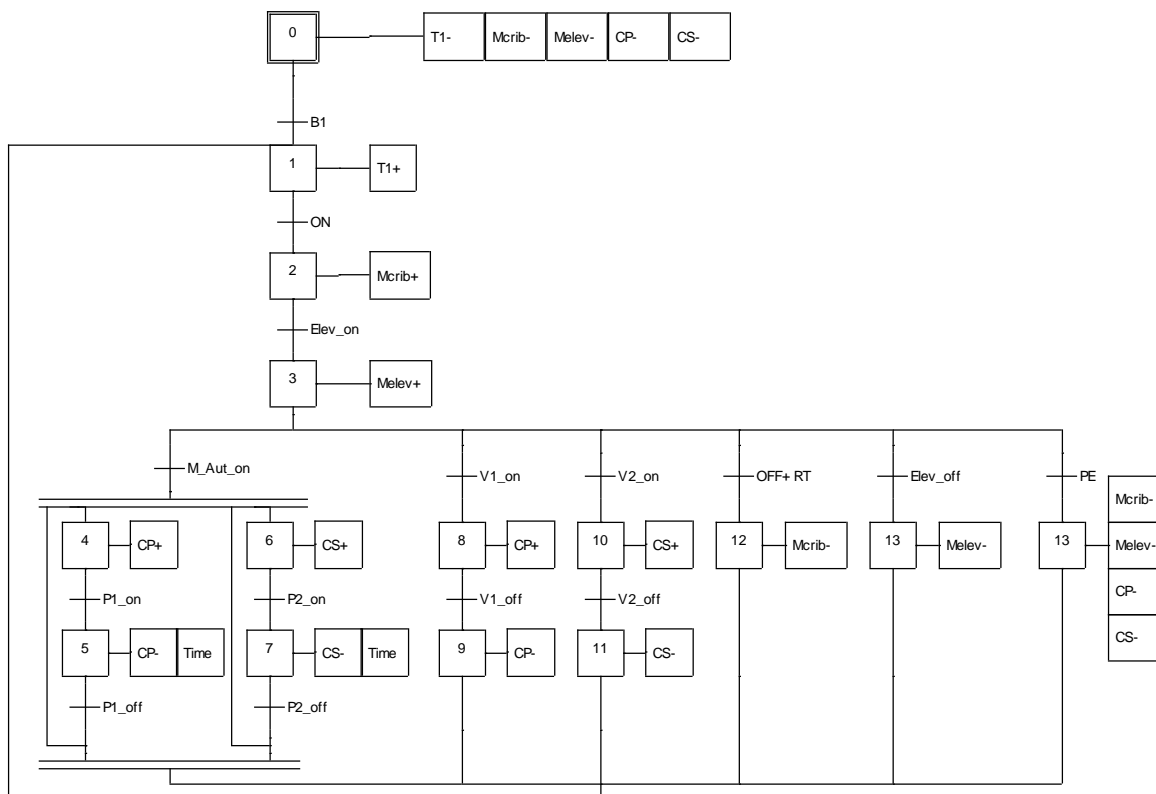 0 T1- Mcrib- Melev- CP- CS-
B1
1 T1+
ON
2 Mcrib+
Elev_on
3 Melev+
M_Aut_on V1_on V2_on OFF+ RT Elev_off PE
Mcrib-
4 CP+ 6 CS+ 8 CP+ 10 CS+ 12 Mcrib- 13 Melev- 13 Melev-
P1_on P2_on V1_off V2_off CP-
5 CP- Time 7 CS- Time 9 CP- 11 CS- CS-
P1_off P2_off